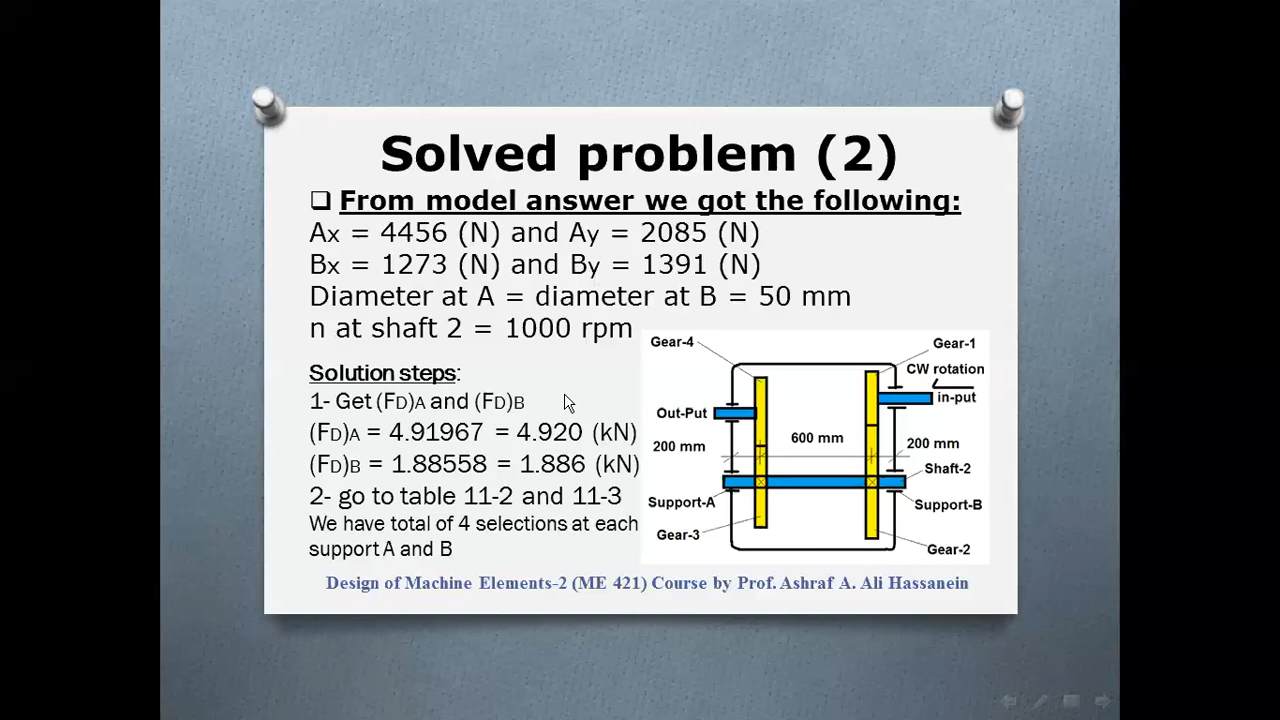 Solved problem (2)
❑ From model answer we got the following:
Ax = 4456 (N) and Ay = 2085 (N)
Bx = 1273 (N) and By = 1391 (N)
Diameter at A = diameter at B = 50 mm
n at shaft 2 = 1000 rpm
Solution steps:
1- Get (FD)A and (FD)B
(FD)A = 4.91967 = 4.920 (kN)
(FD)B = 1.88558 = 1.886 (kN)
2- go to table 11-2 and 11-3
We have total of 4 selections at each
support A and B
Gear-4
Gear-1
CW rotation
in-put
Out-Put
200 mm
600 mm
200 mm
Shaft-2
Support-A
Support-B
Gear-3
Gear-2
Design of Machine Elements-2 (ME 421) Course by Prof. Ashraf A. Ali Hassanein